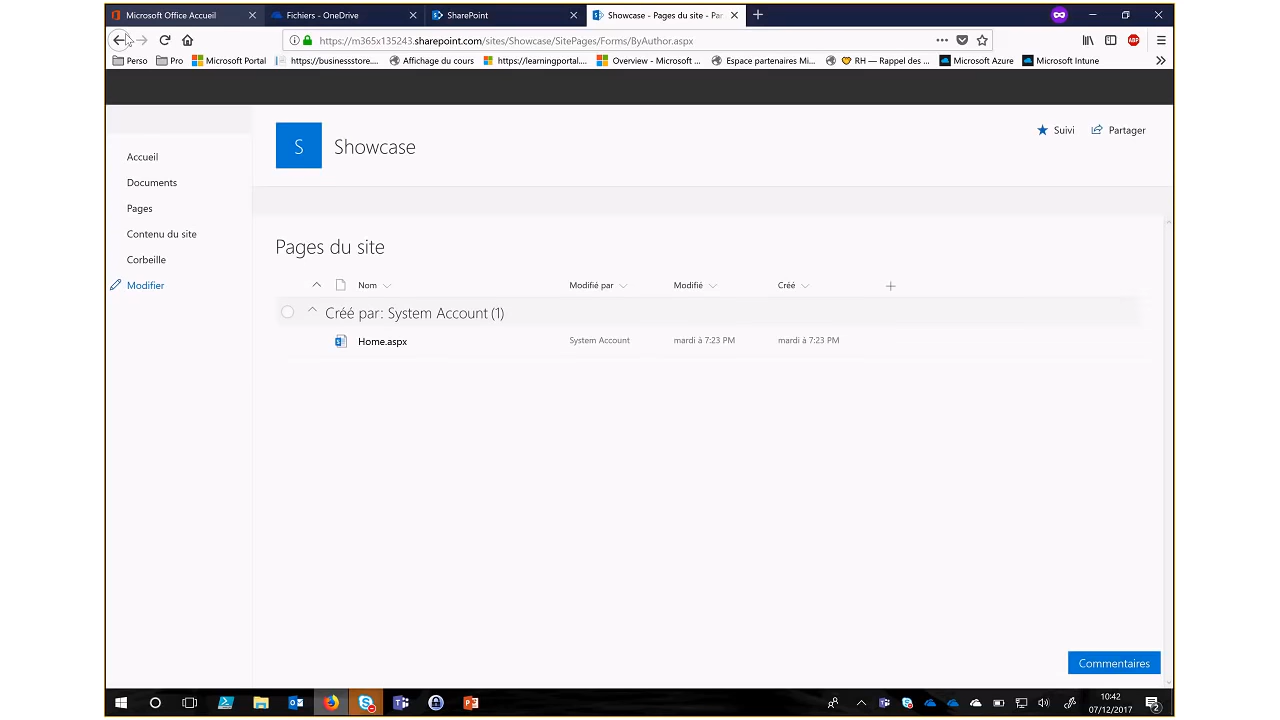 Microsoft Office Accueil
Fichiers - OneDrive
SharePoint
Showcase - Pages du site - Par
https://m365x135243.sharepoint.com/sites/Showcase/SitePages/Forms/ByAuthor.aspx
Perso
Pro
Microsoft Portal
https://businessstore....
Affichage du cours
https://learningportal....
Overview - Microsoft ...
Espace partenaires Mi...
RH — Rappel des ...
Microsoft Azure
Microsoft Intune
S
Showcase
Suivi
Partager
Accueil
Documents
Pages
Contenu du site
Corbeille
Modifier
Pages du site
Nom
Modifié par
Modifié
Créé
Créé par: System Account (1)
Home.aspx
System Account
mardi à 7:23 PM
mardi à 7:23 PM
Commentaires
10:42
07/12/2017
2